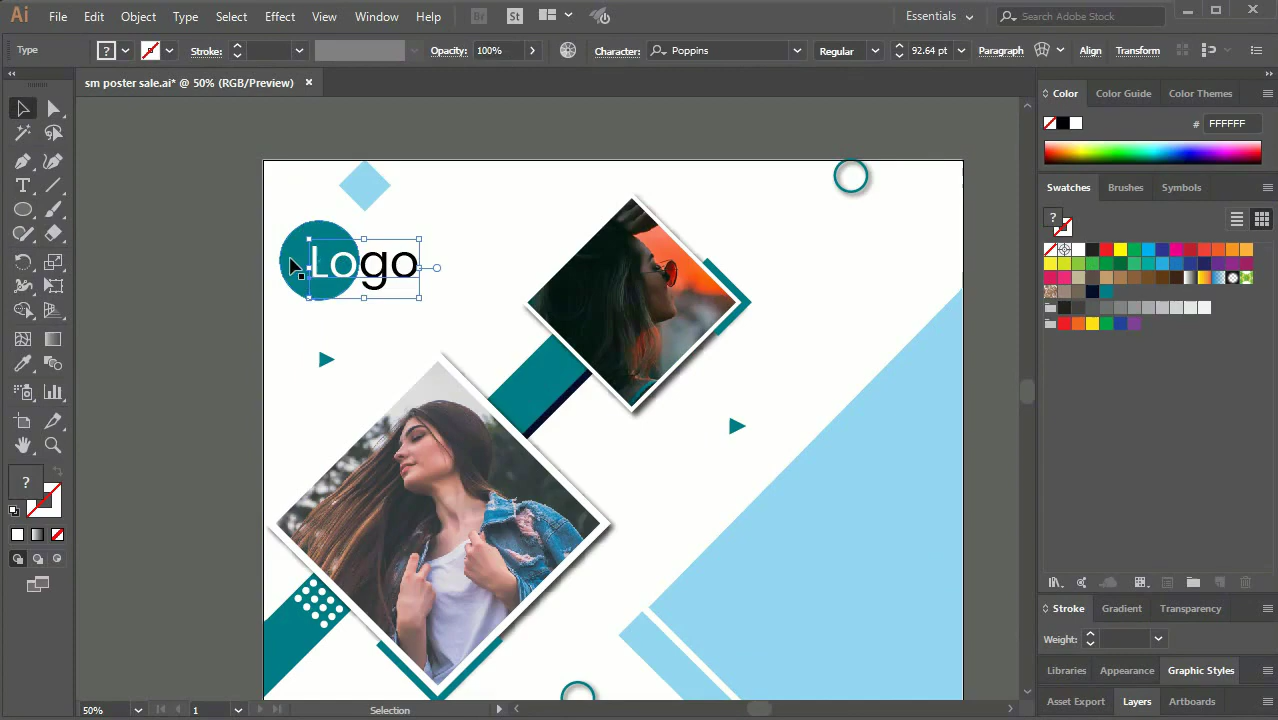 Ai File Edit Object Type Select Effect View Window Help Br St Essentials Search Adobe Stock
Type ? Stroke: Opacity: 100% Character: Poppins Regular 92.64 pt Paragraph Align Transform
sm poster sale.ai* @ 50% (RGB/Preview)
Color Color Guide Color Themes
# FFFFFF
Swatches Brushes Symbols
?
Logo
?
Stroke Gradient Transparency
Weight:
Libraries Appearance Graphic Styles
Asset Export Layers Artboards
50% 1 Selection